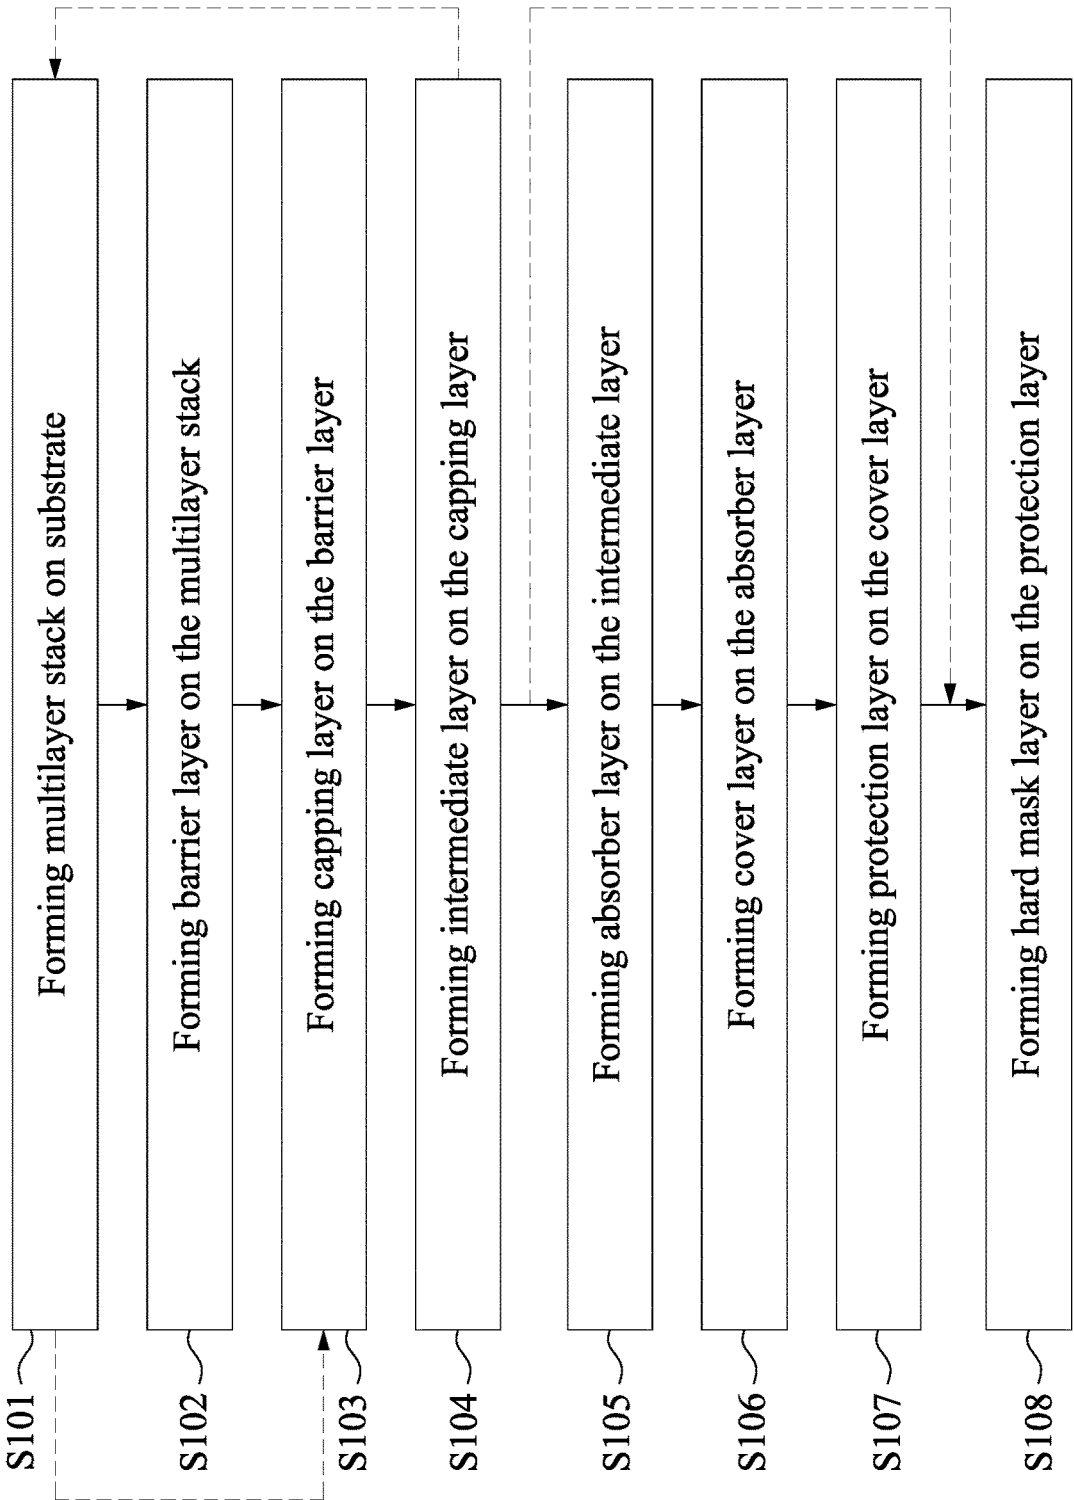 S101
Forming multilayer stack on substrate
S102
Forming barrier layer on the multilayer stack
S103
Forming capping layer on the barrier layer
S104
Forming intermediate layer on the capping layer
S105
Forming absorber layer on the intermediate layer
S106
Forming cover layer on the absorber layer
S107
Forming protection layer on the cover layer
S108
Forming hard mask layer on the protection layer